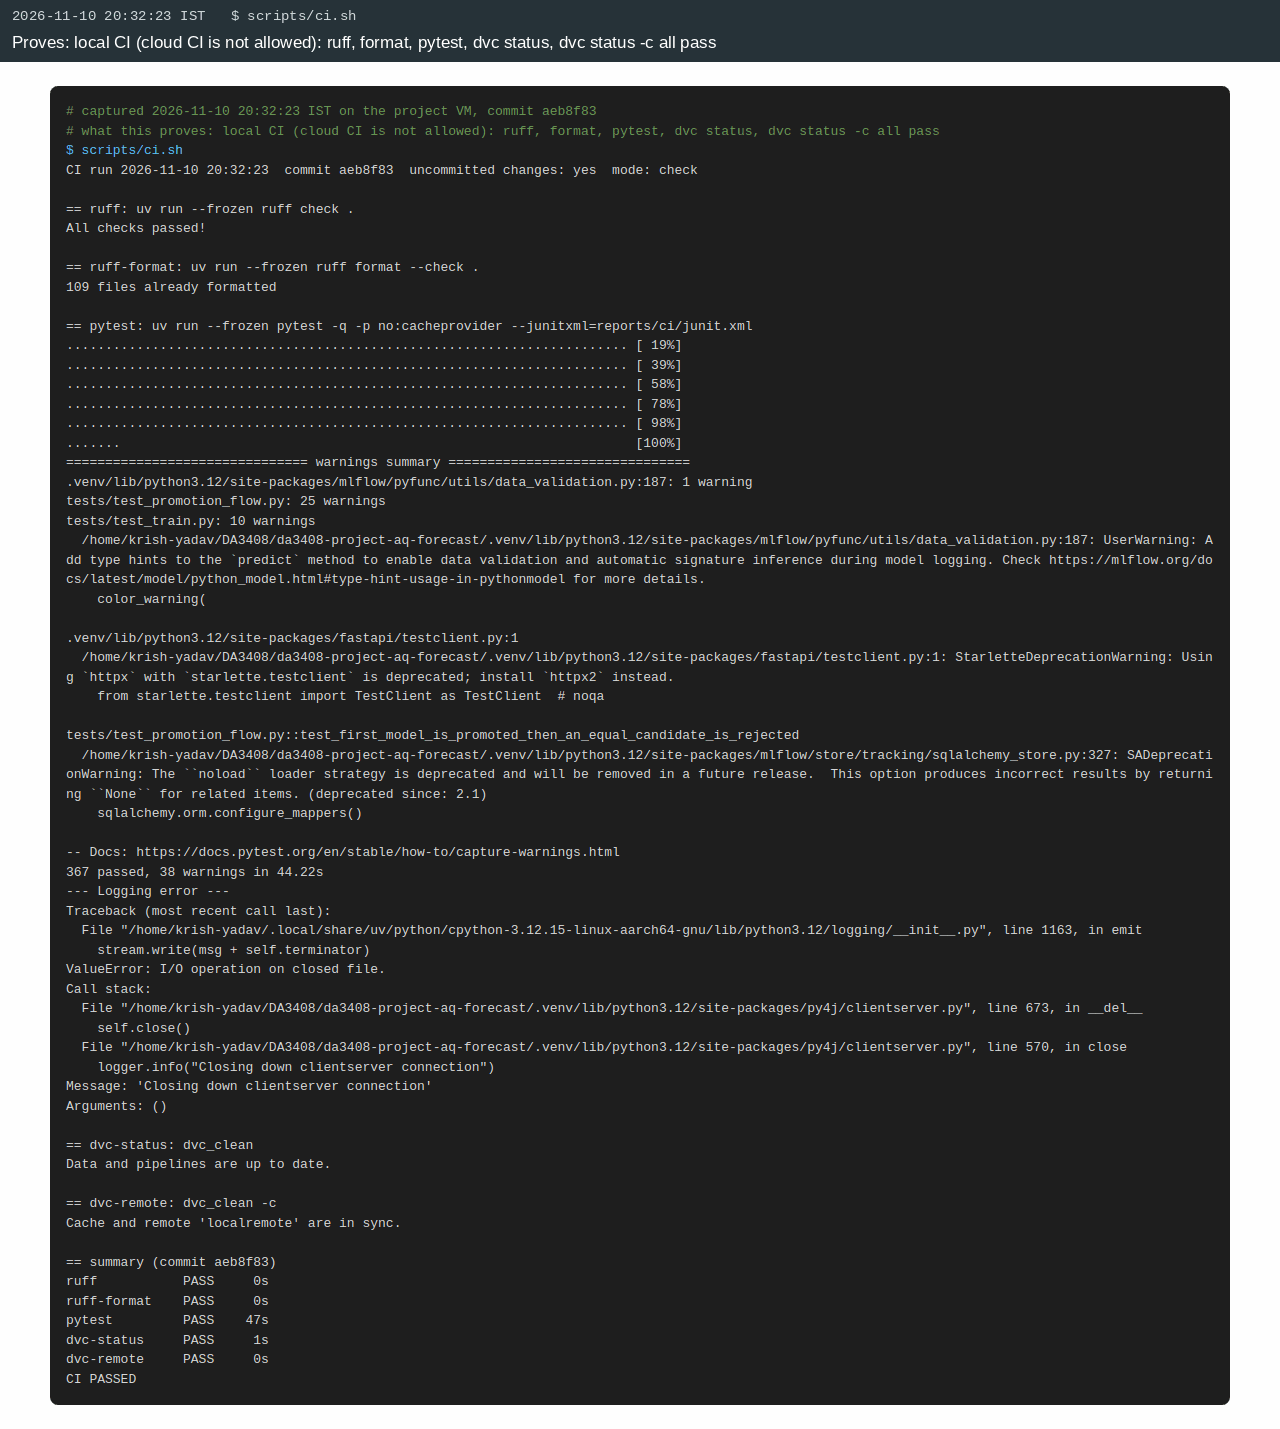 2026-11-10 20:32:23 IST   $ scripts/ci.sh
Proves: local CI (cloud CI is not allowed): ruff, format, pytest, dvc status, dvc status -c all pass
# captured 2026-11-10 20:32:23 IST on the project VM, commit aeb8f83
# what this proves: local CI (cloud CI is not allowed): ruff, format, pytest, dvc status, dvc status -c all pass
$ scripts/ci.sh
CI run 2026-11-10 20:32:23  commit aeb8f83  uncommitted changes: yes  mode: check

== ruff: uv run --frozen ruff check .
All checks passed!

== ruff-format: uv run --frozen ruff format --check .
109 files already formatted

== pytest: uv run --frozen pytest -q -p no:cacheprovider --junitxml=reports/ci/junit.xml
........................................................................ [ 19%]
........................................................................ [ 39%]
........................................................................ [ 58%]
........................................................................ [ 78%]
........................................................................ [ 98%]
.......                                                                  [100%]
=============================== warnings summary ===============================
.venv/lib/python3.12/site-packages/mlflow/pyfunc/utils/data_validation.py:187: 1 warning
tests/test_promotion_flow.py: 25 warnings
tests/test_train.py: 10 warnings
  /home/krish-yadav/DA3408/da3408-project-aq-forecast/.venv/lib/python3.12/site-packages/mlflow/pyfunc/utils/data_validation.py:187: UserWarning: A
dd type hints to the `predict` method to enable data validation and automatic signature inference during model logging. Check https://mlflow.org/do
cs/latest/model/python_model.html#type-hint-usage-in-pythonmodel for more details.
    color_warning(

.venv/lib/python3.12/site-packages/fastapi/testclient.py:1
  /home/krish-yadav/DA3408/da3408-project-aq-forecast/.venv/lib/python3.12/site-packages/fastapi/testclient.py:1: StarletteDeprecationWarning: Usin
g `httpx` with `starlette.testclient` is deprecated; install `httpx2` instead.
    from starlette.testclient import TestClient as TestClient  # noqa

tests/test_promotion_flow.py::test_first_model_is_promoted_then_an_equal_candidate_is_rejected
  /home/krish-yadav/DA3408/da3408-project-aq-forecast/.venv/lib/python3.12/site-packages/mlflow/store/tracking/sqlalchemy_store.py:327: SADeprecati
onWarning: The ``noload`` loader strategy is deprecated and will be removed in a future release.  This option produces incorrect results by returni
ng ``None`` for related items. (deprecated since: 2.1)
    sqlalchemy.orm.configure_mappers()

-- Docs: https://docs.pytest.org/en/stable/how-to/capture-warnings.html
367 passed, 38 warnings in 44.22s
--- Logging error ---
Traceback (most recent call last):
  File "/home/krish-yadav/.local/share/uv/python/cpython-3.12.15-linux-aarch64-gnu/lib/python3.12/logging/__init__.py", line 1163, in emit
    stream.write(msg + self.terminator)
ValueError: I/O operation on closed file.
Call stack:
  File "/home/krish-yadav/DA3408/da3408-project-aq-forecast/.venv/lib/python3.12/site-packages/py4j/clientserver.py", line 673, in __del__
    self.close()
  File "/home/krish-yadav/DA3408/da3408-project-aq-forecast/.venv/lib/python3.12/site-packages/py4j/clientserver.py", line 570, in close
    logger.info("Closing down clientserver connection")
Message: 'Closing down clientserver connection'
Arguments: ()

== dvc-status: dvc_clean
Data and pipelines are up to date.

== dvc-remote: dvc_clean -c
Cache and remote 'localremote' are in sync.

== summary (commit aeb8f83)
ruff           PASS     0s
ruff-format    PASS     0s
pytest         PASS    47s
dvc-status     PASS     1s
dvc-remote     PASS     0s
CI PASSED